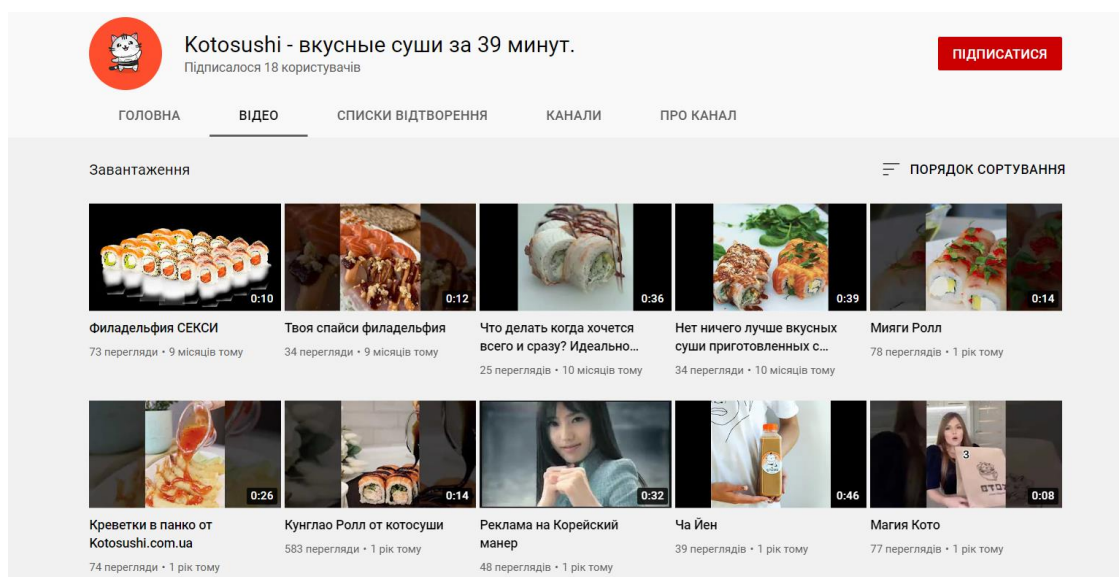 Kotosushi - вкусные суши за 39 минут.
Підписалося 18 користувачів
ПІДПИСАТИСЯ
ГОЛОВНА ВІДЕО СПИСКИ ВІДТВОРЕННЯ КАНАЛИ ПРО КАНАЛ
Завантаження
ПОРЯДОК СОРТУВАННЯ
0:10
Филадельфия СЕКСИ
73 перегляди • 9 місяців тому
0:12
Твоя спайси филадельфия
34 перегляди • 9 місяців тому
0:36
Что делать когда хочется
всего и сразу? Идеально...
25 переглядів • 10 місяців тому
0:39
Нет ничего лучше вкусных
суши приготовленных с...
34 перегляди • 10 місяців тому
0:14
Мияги Ролл
78 переглядів • 1 рік тому
0:26
Креветки в панко от
Kotosushi.com.ua
74 перегляди • 1 рік тому
0:14
Кунглао Ролл от котосуши
583 перегляди • 1 рік тому
0:32
Реклама на Корейский
манер
48 переглядів • 1 рік тому
0:46
Ча Йен
39 переглядів • 1 рік тому
3
0:08
Магия Кото
77 переглядів • 1 рік тому